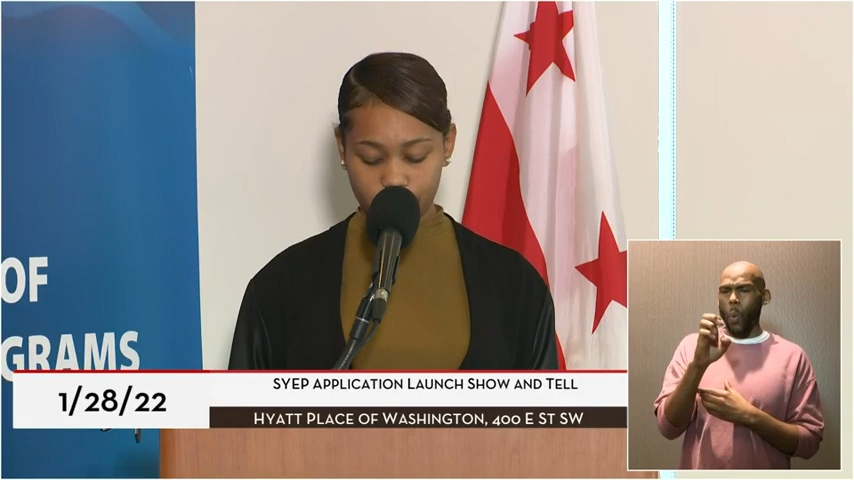 OF
GRAMS
1/28/22
SYEP Application Launch Show and Tell
Hyatt Place of Washington, 400 E St SW